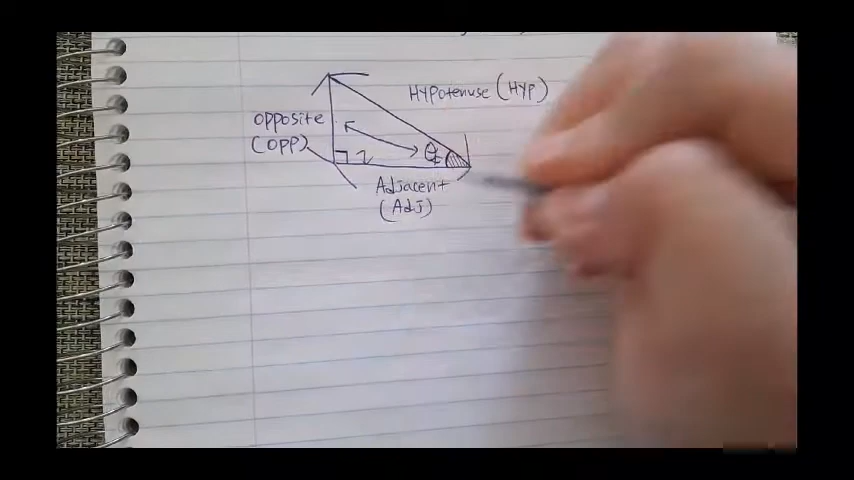 Hypotenuse (HYP)
Opposite
(OPP)
θ
Adjacent
(Adj)